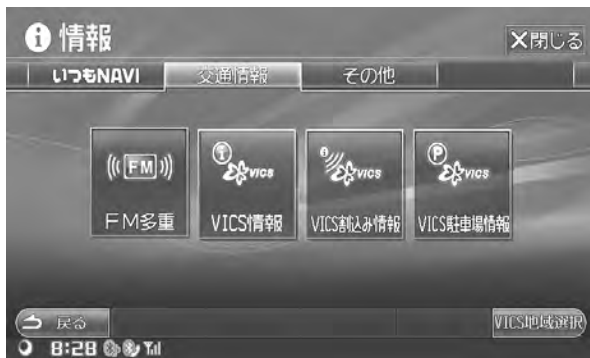 i 情報
×閉じる
いつもNAVI 交通情報 その他
((FM)) i VICS i VICS P VICS
FM多重 VICS情報 VICS割込み情報 VICS駐車場情報
戻る VICS地域選択
8:28